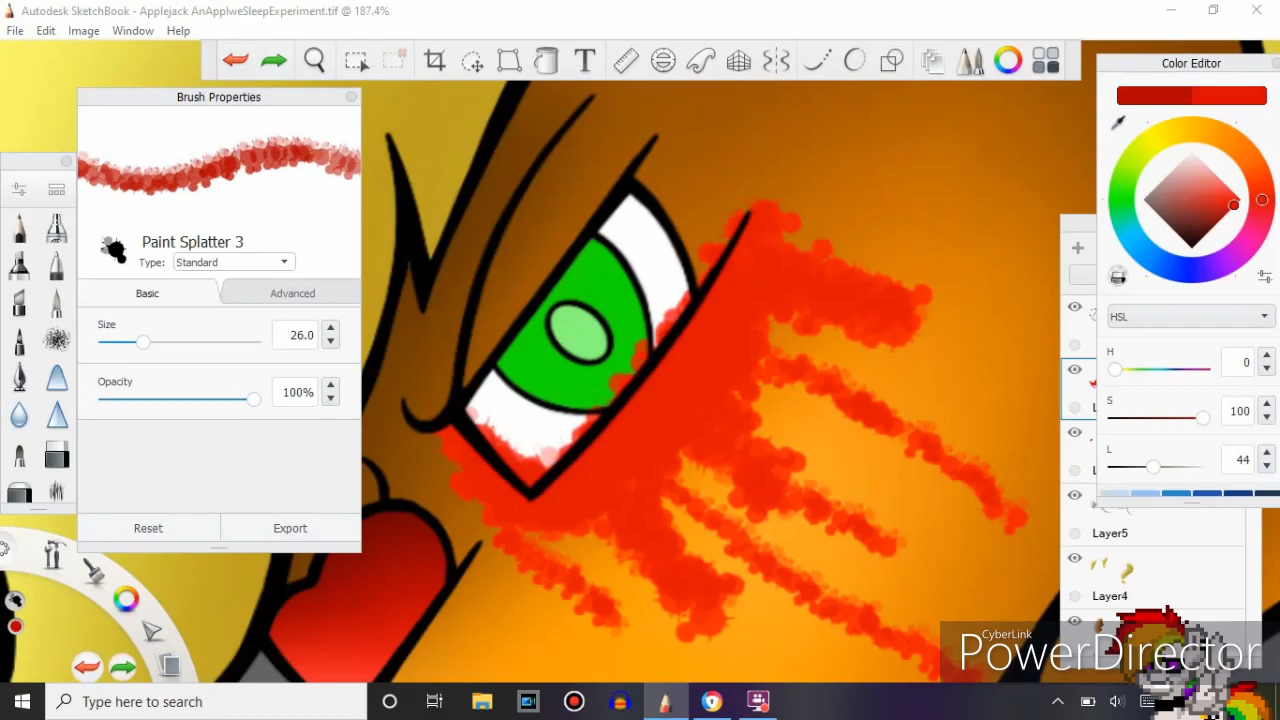 Autodesk SketchBook - Applejack AnApplweSleepExperiment.tif @ 187.4%
File Edit Image Window Help
T
Brush Properties
Color Editor
Paint Splatter 3
Type: Standard
Basic Advanced
Size 26.0
Opacity 100%
Reset Export
HSL
H 0
S 100
L 44
Layer5
Layer4
CyberLink
PowerDirector
Type here to search